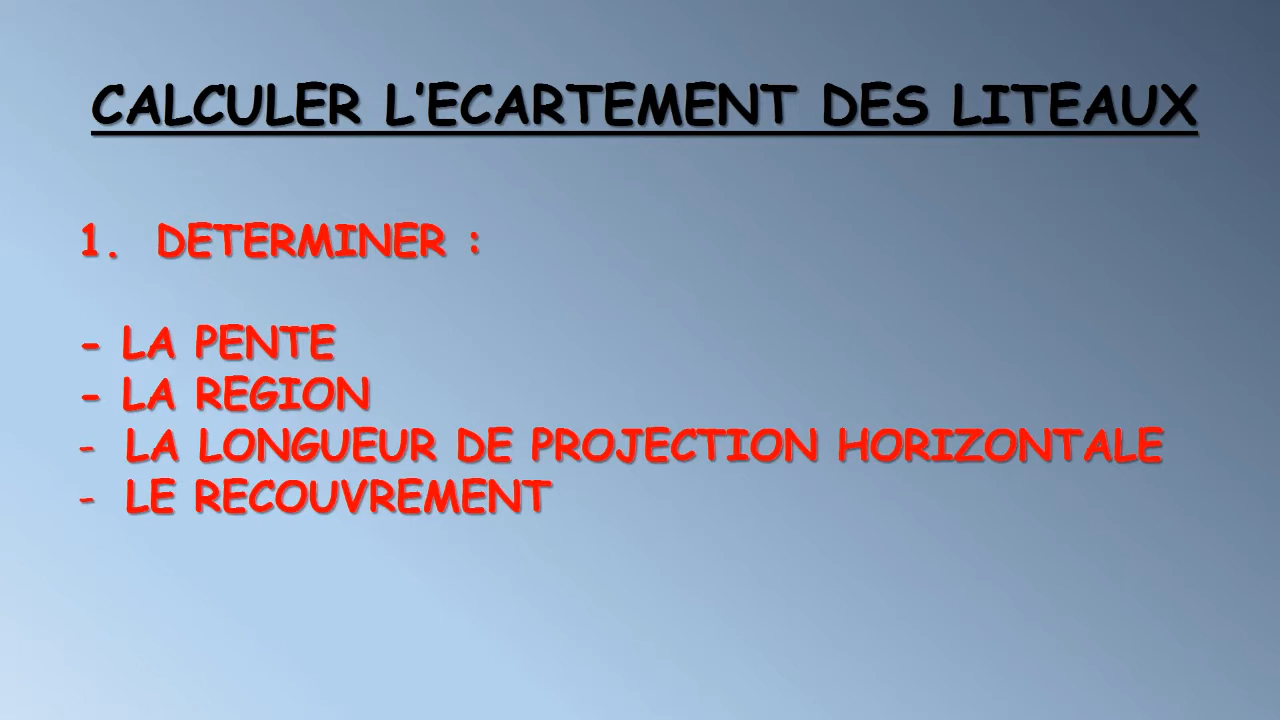 CALCULER L'ECARTEMENT DES LITEAUX
1. DETERMINER :
- LA PENTE
- LA REGION
- LA LONGUEUR DE PROJECTION HORIZONTALE
- LE RECOUVREMENT